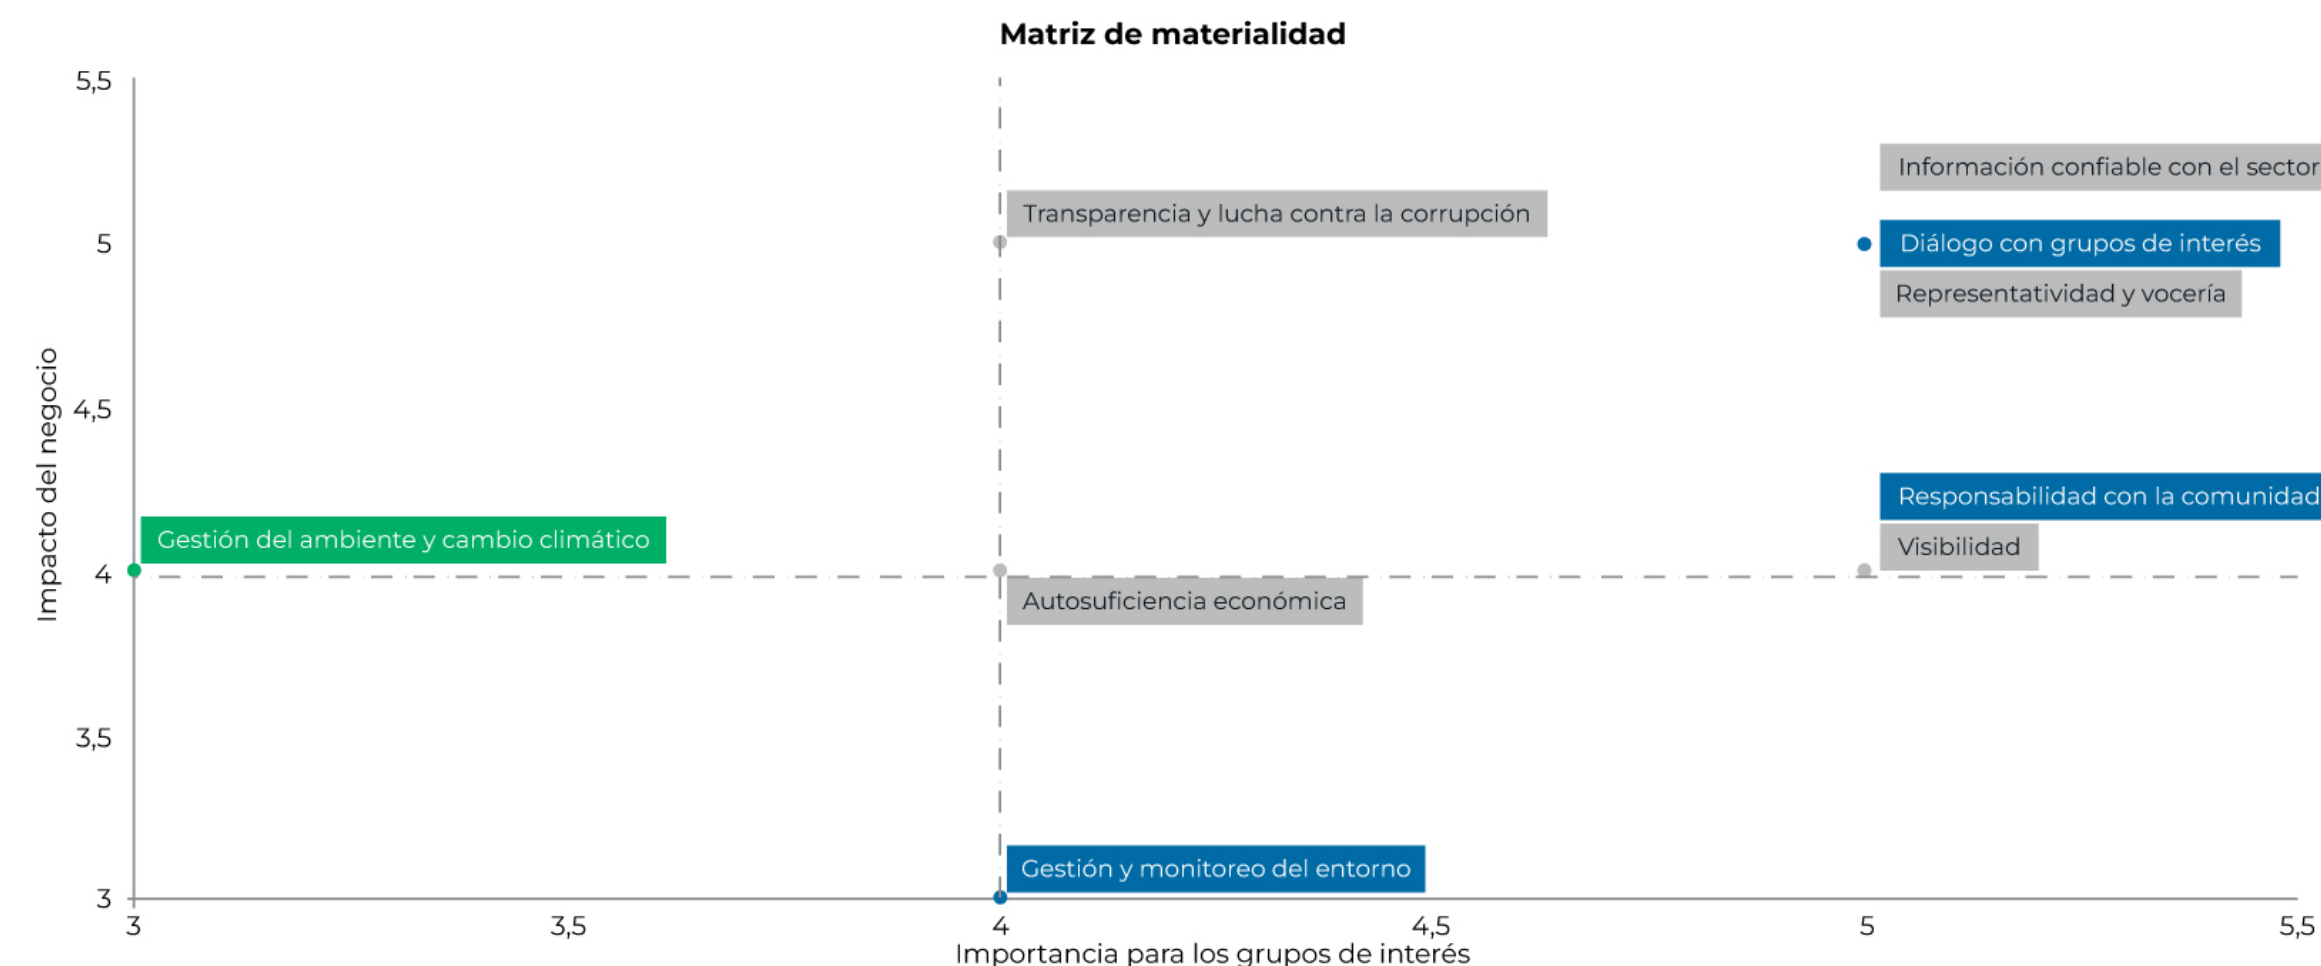 Matriz de materialidad
5,5
Información confiable con el sector
Transparencia y lucha contra la corrupción
5
Diálogo con grupos de interés
Representatividad y vocería
Impacto del negocio
4,5
Responsabilidad con la comunidad
Gestión del ambiente y cambio climático
Visibilidad
4
Autosuficiencia económica
3,5
Gestión y monitoreo del entorno
3
3
3,5
4
4,5
5
5,5
Importancia para los grupos de interés